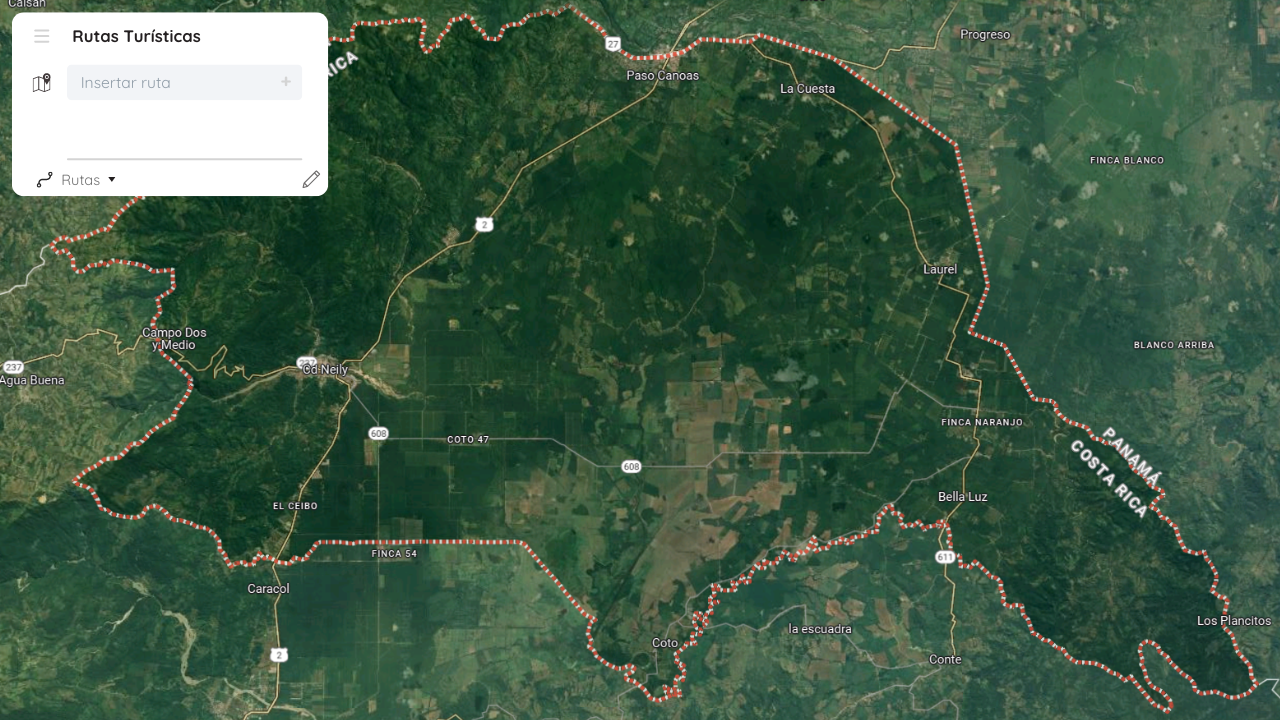 Caisán
Rutas Turísticas
Insertar ruta
Rutas
RICA
27
Paso Canoas
Progreso
La Cuesta
FINCA BLANCO
2
Laurel
Campo Dos
y Medio
BLANCO ARRIBA
237
237
Agua Buena
Cd Neily
FINCA NARANJO
608
COTO 47
608
PANAMÁ
COSTA RICA
EL CEIBO
Bella Luz
FINCA 54
611
Caracol
Los Plancitos
la escuadra
Coto
2
Conte